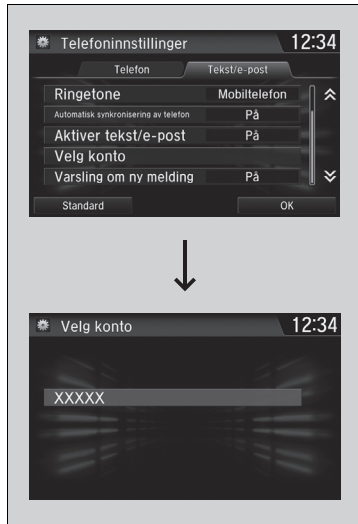 Telefoninnstillinger 12:34
Telefon Tekst/e-post
Ringetone Mobiltelefon
Automatisk synkronisering av telefon På
Aktiver tekst/e-post På
Velg konto
Varsling om ny melding På
Standard OK
Velg konto 12:34
XXXXX